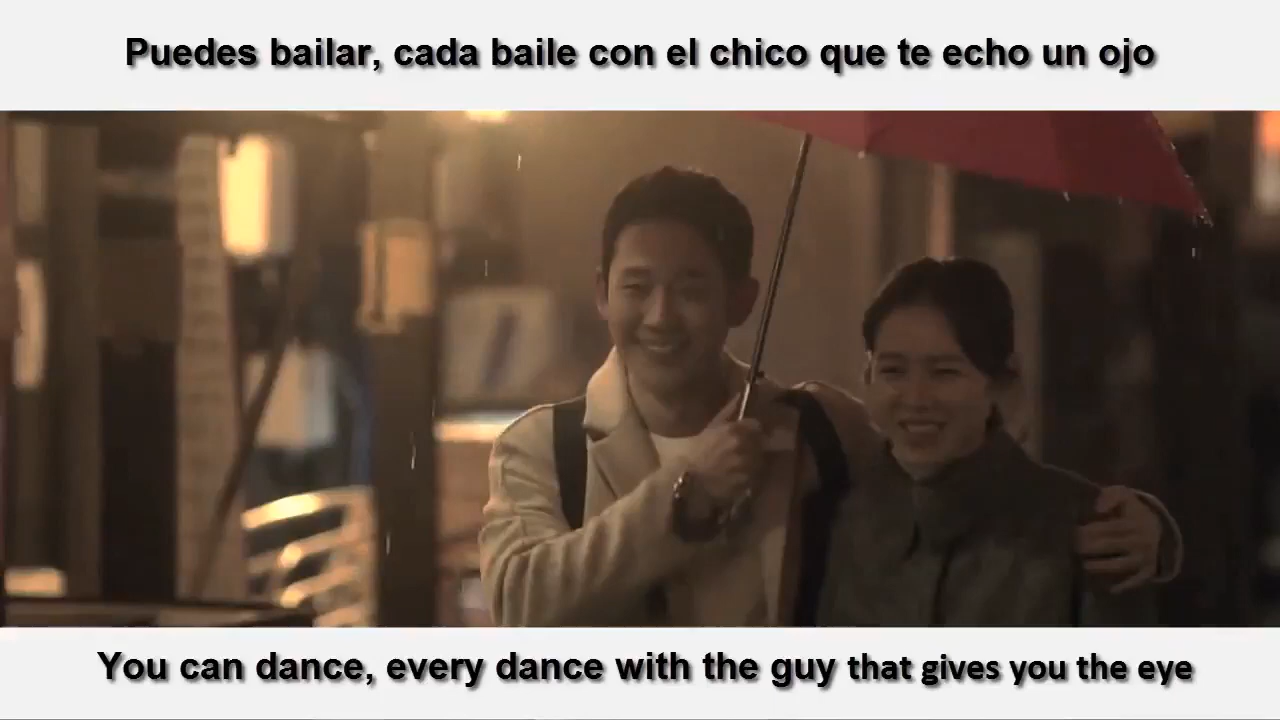 Puedes bailar, cada baile con el chico que te echo un ojo
You can dance, every dance with the guy that gives you the eye